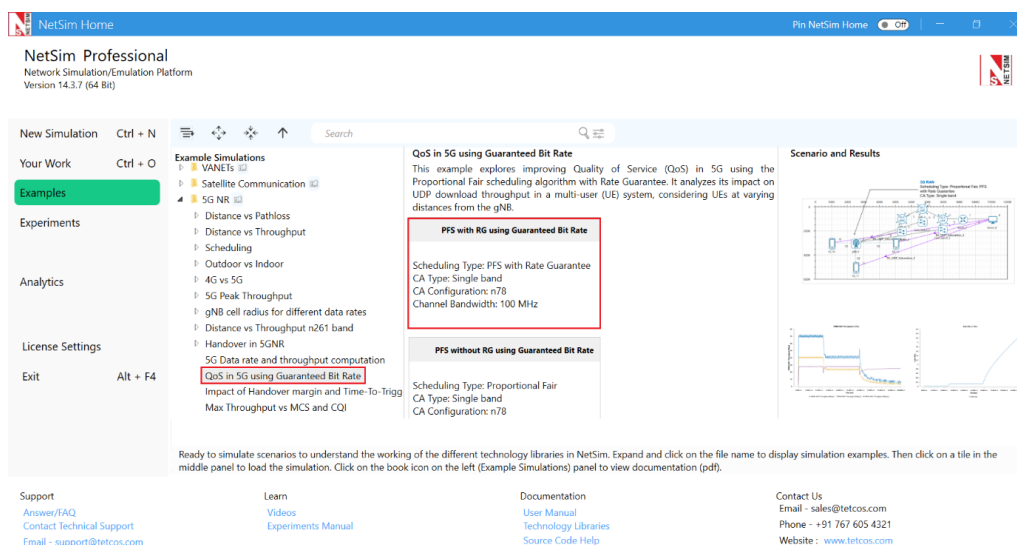 NetSim Home
Pin NetSim Home
Off
NetSim Professional
Network Simulation/Emulation Platform
Version 14.3.7 (64 Bit)
NETSIM
New Simulation Ctrl + N
Your Work Ctrl + O
Examples
Experiments
Analytics
License Settings
Exit Alt + F4
Search
Example Simulations
VANETs
Satellite Communication
5G NR
Distance vs Pathloss
Distance vs Throughput
Scheduling
Outdoor vs Indoor
4G vs 5G
5G Peak Throughput
gNB cell radius for different data rates
Distance vs Throughput n261 band
Handover in 5GNR
5G Data rate and throughput computation
QoS in 5G using Guaranteed Bit Rate
Impact of Handover margin and Time-To-Trigg
Max Throughput vs MCS and CQI
QoS in 5G using Guaranteed Bit Rate
This example explores improving Quality of Service (QoS) in 5G using the
Proportional Fair scheduling algorithm with Rate Guarantee. It analyzes its impact on
UDP download throughput in a multi-user (UE) system, considering UEs at varying
distances from the gNB.
PFS with RG using Guaranteed Bit Rate
Scheduling Type: PFS with Rate Guarantee
CA Type: Single band
CA Configuration: n78
Channel Bandwidth: 100 MHz
PFS without RG using Guaranteed Bit Rate
Scheduling Type: Proportional Fair
CA Type: Single band
CA Configuration: n78
Scenario and Results
Ready to simulate scenarios to understand the working of the different technology libraries in NetSim. Expand and click on the file name to display simulation examples. Then click on a tile in the
middle panel to load the simulation. Click on the book icon on the left (Example Simulations) panel to view documentation (pdf).
Support
Answer/FAQ
Contact Technical Support
Email - support@tetcos.com
Learn
Videos
Experiments Manual
Documentation
User Manual
Technology Libraries
Source Code Help
Contact Us
Email - sales@tetcos.com
Phone - +91 767 605 4321
Website : www.tetcos.com